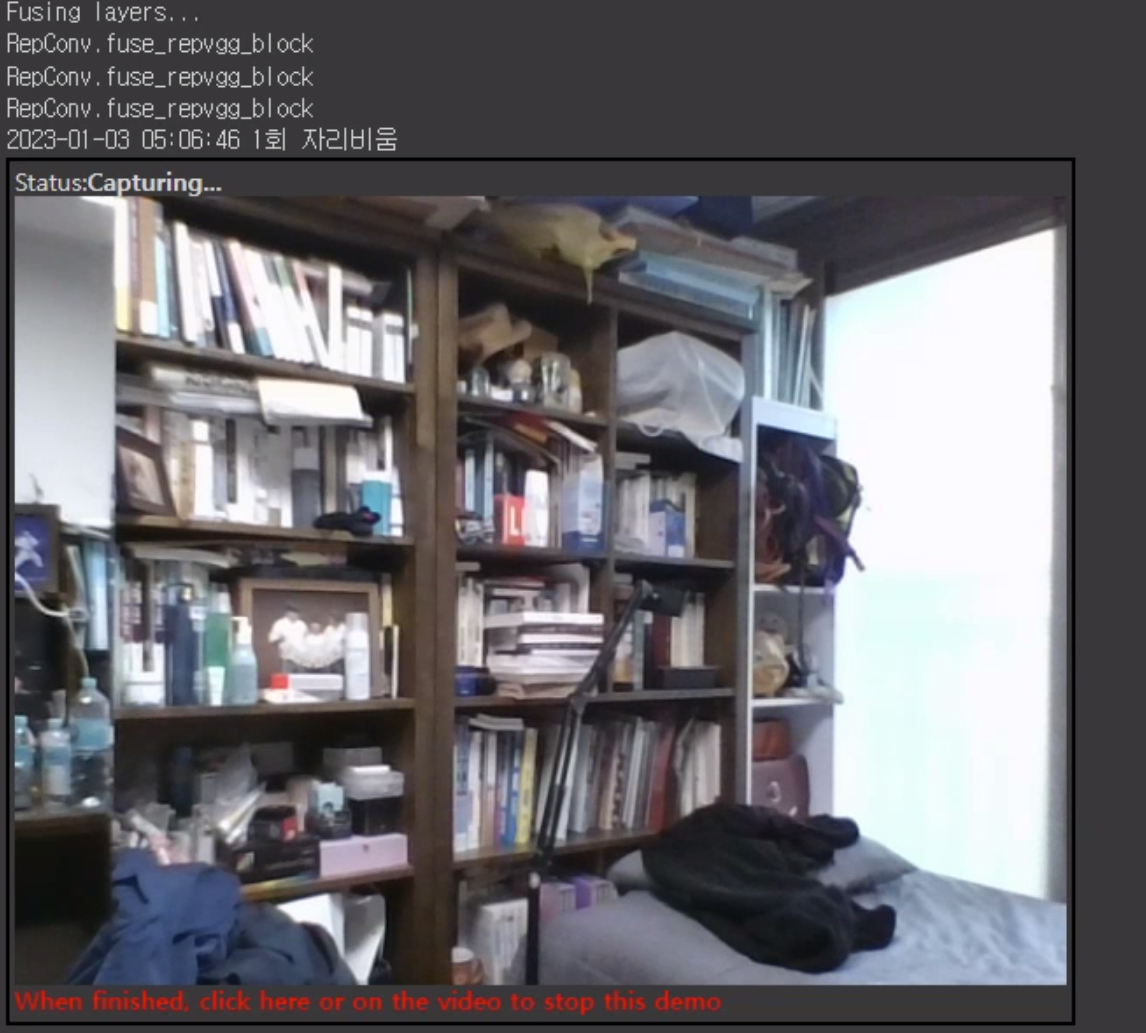 Fusing layers...
RepConv.fuse_repvgg_block
RepConv.fuse_repvgg_block
RepConv.fuse_repvgg_block
2023-01-03 05:06:46 1회 자리비움
Status:Capturing...
When finished, click here or on the video to stop this demo